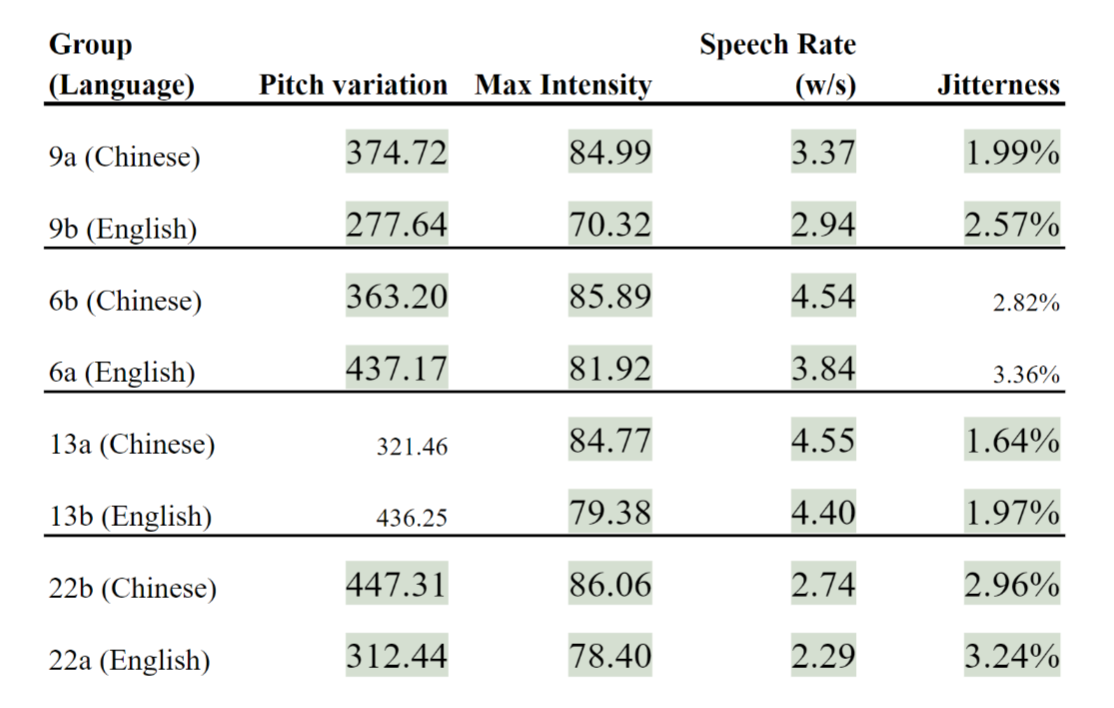 Group Speech Rate
(Language) Pitch variation Max Intensity (w/s) Jitterness
9a (Chinese) 374.72 84.99 3.37 1.99%
9b (English) 277.64 70.32 2.94 2.57%
6b (Chinese) 363.20 85.89 4.54 2.82%
6a (English) 437.17 81.92 3.84 3.36%
13a (Chinese) 321.46 84.77 4.55 1.64%
13b (English) 436.25 79.38 4.40 1.97%
22b (Chinese) 447.31 86.06 2.74 2.96%
22a (English) 312.44 78.40 2.29 3.24%